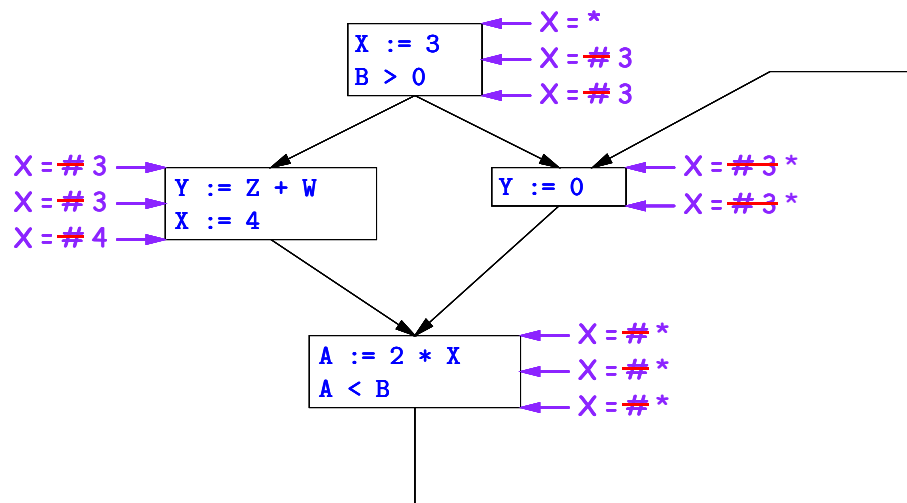 X = *
X := 3
X = # 3
B > 0
X = # 3
X = # 3
Y := Z + W
X = # 3
X := 4
X = # 4
Y := 0
X = # 3 *
X = # 3 *
A := 2 * X
X = # *
A < B
X = # *
X = # *